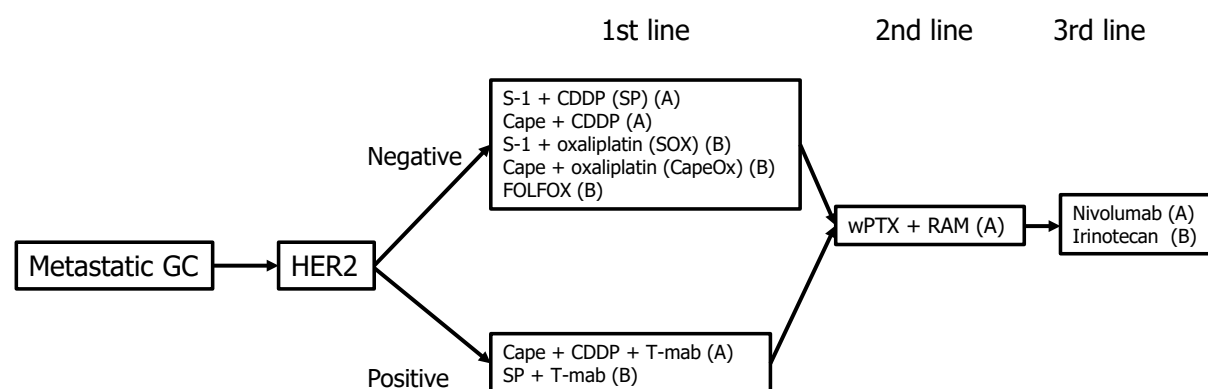 1st line
2nd line
3rd line
S-1 + CDDP (SP) (A)
Cape + CDDP (A)
S-1 + oxaliplatin (SOX) (B)
Cape + oxaliplatin (CapeOx) (B)
FOLFOX (B)
Negative
wPTX + RAM (A)
Nivolumab (A)
Irinotecan (B)
Metastatic GC
HER2
Cape + CDDP + T-mab (A)
SP + T-mab (B)
Positive